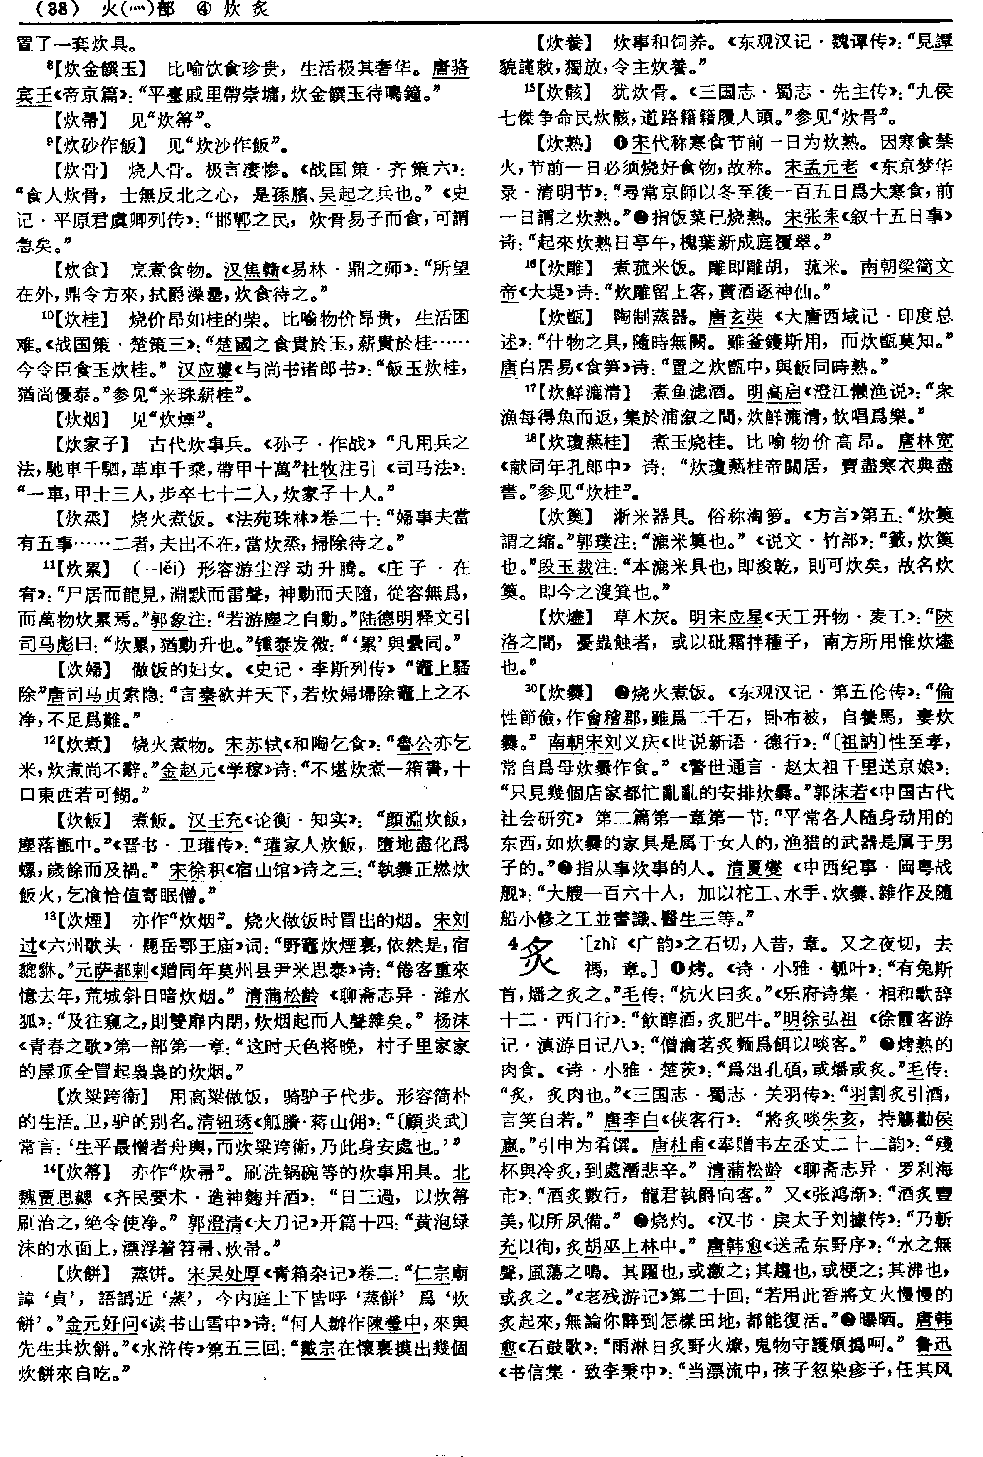 (38) 火(灬)部 ④ 炊 炙
置了一套炊具。
⁸【炊金饌玉】 比喻饮食珍贵，生活极其奢华。唐骆
宾王《帝京篇》：“平臺戚里帶崇墉，炊金饌玉待鳴鐘。”
【炊帚】 见“炊箒”。
⁹【炊砂作飯】 见“炊沙作飯”。
【炊骨】 烧人骨。极言凄惨。《战国策·齐策六》：
“食人炊骨，士無反北之心，是孫臏、吴起之兵也。”《史
记·平原君虞卿列传》：“邯鄲之民，炊骨易子而食，可謂
急矣。”
【炊食】 烹煮食物。汉焦赣《易林·鼎之师》：“所望
在外，鼎令方來，拭爵澡罍，炊食待之。”
¹⁰【炊桂】 烧价昂如桂的柴。比喻物价昂贵，生活困
难。《战国策·楚策三》：“楚國之食貴於玉，薪貴於桂……
今令臣食玉炊桂。” 汉应璩《与尚书诸郎书》：“飯玉炊桂，
猶尚優泰。”参见“米珠薪桂”。
【炊烟】 见“炊煙”。
【炊家子】 古代炊事兵。《孙子·作战》“凡用兵之
法，馳車千駟，革車千乘，帶甲十萬”杜牧注引《司马法》：
“一車，甲士三人，步卒七十二人，炊家子十人。”
【炊烝】 烧火煮饭。《法苑珠林》卷二十：“婦事夫當
有五事……二者，夫出不在，當炊烝，掃除待之。”
¹¹【炊累】 (－lěi) 形容游尘浮动升腾。《庄子·在
宥》：“尸居而龍見，淵默而雷聲，神動而天隨，從容無爲，
而萬物炊累焉。”郭象注：“若游塵之自動。”陆德明释文引
司马彪曰：“炊累，猶動升也。”锺泰发微：“‘累’與纍同。”
【炊婦】 做饭的妇女。《史记·李斯列传》“竈上騷
除”唐司马贞索隐：“言秦欲并天下，若炊婦埽除竈上之不
净，不足爲難。”
¹²【炊煮】 烧火煮物。宋苏轼《和陶乞食》：“魯公亦乞
米，炊煮尚不辭。”金赵元《学稼》诗：“不堪炊煮一箱書，十
口東西若可餬。”
【炊飯】 煮飯。汉王充《论衡·知实》：“顔淵炊飯，
塵落甑中。”《晋书·卫瓘传》：“瓘家人炊飯，墮地盡化爲
螺，歲餘而及禍。” 宋徐积《宿山馆》诗之三：“執爨正燃炊
飯火，乞飡恰值寄眠僧。”
¹³【炊煙】 亦作“炊烟”。烧火做饭时冒出的烟。宋刘
过《六州歌头·题岳鄂王庙》词：“野竈炊煙裏，依然是，宿
貔貅。”元萨都剌《赠同年莫州县尹米思泰》诗：“倦客重來
憶去年，荒城斜日暗炊烟。” 清蒲松龄《聊斋志异·潍水
狐》：“及往窺之，則雙扉内閉，炊烟起而人聲雜矣。” 杨沫
《青春之歌》第一部第一章：“这时天色将晚，村子里家家
的屋顶全冒起袅袅的炊烟。”
【炊粱跨衛】 用高粱做饭，骑驴子代步。形容简朴
的生活。卫，驴的别名。清钮琇《觚賸·蒋山佣》：“〔顧炎武〕
常言：‘生平最憎者舟輿，而炊粱跨衛，乃此身安處也。’”
¹⁴【炊箒】 亦作“炊帚”。刷洗锅碗等的炊事用具。北
魏贾思勰《齐民要术·造神麴并酒》：“日三過，以炊箒
刷治之，絶令使净。” 郭澄清《大刀记》开篇十四：“黄泡绿
沫的水面上，漂浮着笤帚、炊帚。”
【炊餅】 蒸饼。宋吴处厚《青箱杂记》卷二：“仁宗廟
諱‘貞’，語訛近‘蒸’，今内庭上下皆呼‘蒸餅’爲‘炊
餅’。”金元好问《读书山雪中》诗：“何人辦作陳瑩中，來與
先生共炊餅。”《水浒传》第五三回：“戴宗在懷裏摸出幾個
炊餅來自吃。”
【炊養】 炊事和饲养。《东观汉记·魏谭传》：“見譚
貌謹敕，獨放，令主炊養。”
¹⁵【炊骸】 犹炊骨。《三国志·蜀志·先主传》：“九侯
七傑争命民炊骸，道路籍籍履人頭。”参见“炊骨”。
【炊熟】 ❶宋代称寒食节前一日为炊熟。因寒食禁
火，节前一日必须烧好食物，故称。宋孟元老《东京梦华
录·清明节》：“尋常京師以冬至後一百五日爲大寒食，前
一日謂之炊熟。”❷指饭菜已烧熟。宋张耒《叙十五日事》
诗：“起來炊熟日亭午，槐葉新成庭覆翠。”
¹⁶【炊雕】 煮菰米饭。雕即雕胡，菰米。南朝梁简文
帝《大堤》诗：“炊雕留上客，貰酒逐神仙。”
【炊甑】 陶制蒸器。唐玄奘《大唐西域记·印度总
述》：“什物之具，隨時無闕。雖釜鑊斯用，而炊甑莫知。”
唐白居易《食笋》诗：“置之炊甑中，與飯同時熟。”
¹⁷【炊鮮漉清】 煮鱼滤酒。明高启《澄江懒渔说》：“衆
漁每得魚而返，集於浦溆之間，炊鮮漉清，飲唱爲樂。”
¹⁸【炊瓊爇桂】 煮玉烧桂。比喻物价高昂。唐林宽
《献同年孔郎中》诗：“炊瓊爇桂帝關居，賣盡寒衣典盡
書。”参见“炊桂”。
【炊䉛】 淅米器具。俗称淘箩。《方言》第五：“炊䉛
謂之縮。”郭璞注：“漉米䉛也。”《说文·竹部》：“籔，炊䉛
也。”段玉裁注：“本漉米具也，即浚乾，則可炊矣，故名炊
䉛。即今之溲箕也。”
【炊燼】 草木灰。明宋应星《天工开物·麦工》：“陝
洛之間，憂蟲蝕者，或以砒霜拌種子，南方所用惟炊燼
也。”
³⁰【炊爨】 ❶烧火煮饭。《东观汉记·第五伦传》：“倫
性節儉，作會稽郡，雖爲二千石，卧布被，自養馬，妻炊
爨。” 南朝宋刘义庆《世说新语·德行》：“〔祖訥〕性至孝，
常自爲母炊爨作食。”《警世通言·赵太祖千里送京娘》：
“只見幾個店家都忙亂亂的安排炊爨。”郭沫若《中国古代
社会研究》第二篇第一章第一节：“平常各人随身动用的
东西，如炊爨的家具是属于女人的，渔猎的武器是属于男
子的。”❷指从事炊事的人。清夏燮《中西纪事·闽粤战
舰》：“大艘一百六十人，加以柁工、水手、炊爨、雜作及隨
船小修之工並書識、醫生三等。”
4炙 ¹[zhì 《广韵》之石切，入昔，章。又之夜切，去
禡，章。] ❶烤。《诗·小雅·瓠叶》：“有兔斯
首，燔之炙之。”毛传：“炕火曰炙。”《乐府诗集·相和歌辞
十二·西门行》：“飲醇酒，炙肥牛。”明徐弘祖《徐霞客游
记·滇游日记八》：“僧瀹茗炙麵爲餌以啖客。” ❷烤熟的
肉食。《诗·小雅·楚茨》：“爲俎孔碩，或燔或炙。”毛传：
“炙，炙肉也。”《三国志·蜀志·关羽传》：“羽割炙引酒，
言笑自若。” 唐李白《侠客行》：“將炙啖朱亥，持觴勸侯
嬴。”引申为肴馔。唐杜甫《奉赠韦左丞丈二十二韵》：“殘
杯與冷炙，到處潛悲辛。” 清蒲松龄《聊斋志异·罗刹海
市》：“酒炙數行，龍君執爵向客。” 又《张鸿渐》：“酒炙豐
美，似所夙備。” ❸烧灼。《汉书·戾太子刘據传》：“乃斬
充以徇，炙胡巫上林中。” 唐韩愈《送孟东野序》：“水之無
聲，風蕩之鳴。其躍也，或激之；其趨也，或梗之；其沸也，
或炙之。”《老残游记》第二十回：“若用此香將文火慢慢的
炙起來，無論你醉到怎樣田地，都能復活。”❹曝晒。唐韩
愈《石鼓歌》：“雨淋日炙野火燎，鬼物守護煩撝呵。” 鲁迅
《书信集·致李秉中》：“当漂流中，孩子忽染疹子，任其风